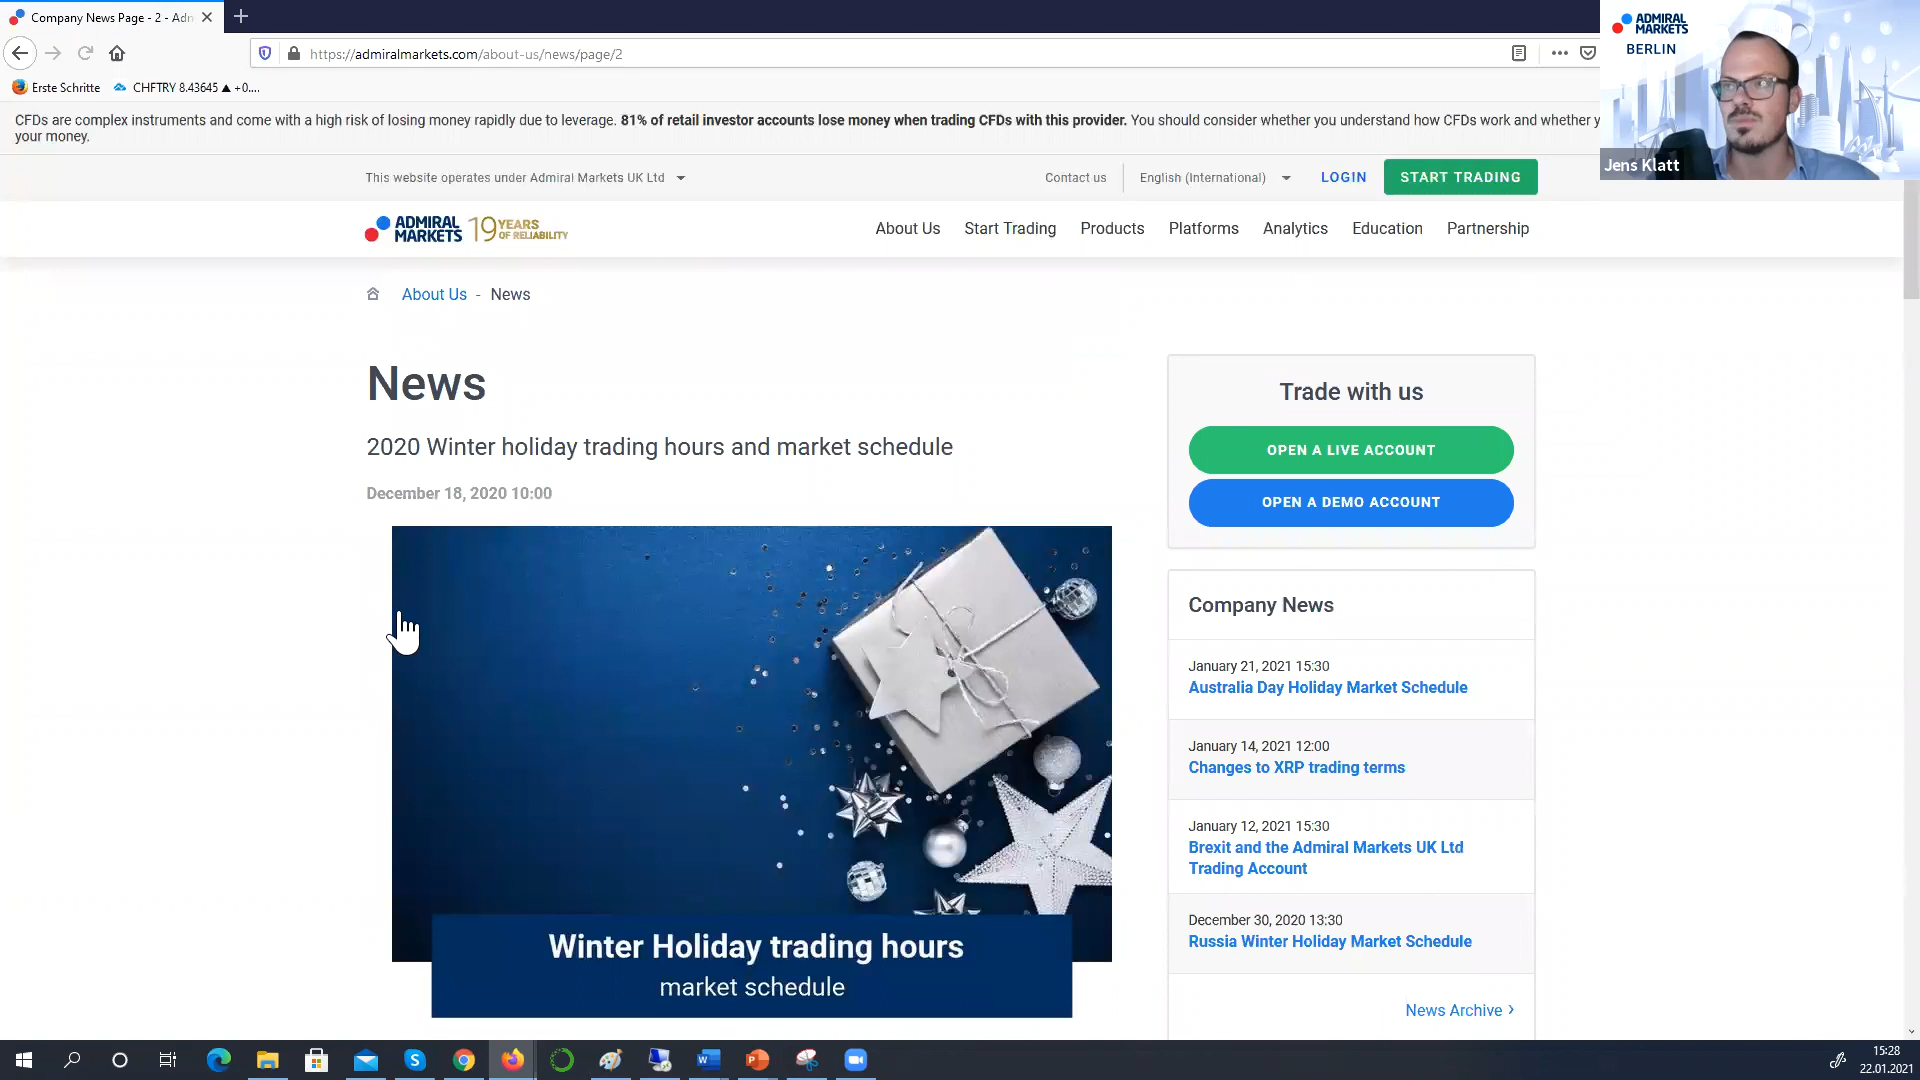 Company News Page - 2 - Adn
https://admiralmarkets.com/about-us/news/page/2
Erste Schritte
CHFTRY 8.43645 ▲ +0....
CFDs are complex instruments and come with a high risk of losing money rapidly due to leverage. 81% of retail investor accounts lose money when trading CFDs with this provider. You should consider whether you understand how CFDs work and whether y
your money.
ADMIRAL
MARKETS
BERLIN
Jens Klatt
This website operates under Admiral Markets UK Ltd
Contact us
English (International)
LOGIN
START TRADING
ADMIRAL
MARKETS
19 YEARS
OF RELIABILITY
About Us
Start Trading
Products
Platforms
Analytics
Education
Partnership
About Us - News
News
2020 Winter holiday trading hours and market schedule
December 18, 2020 10:00
Winter Holiday trading hours
market schedule
Trade with us
OPEN A LIVE ACCOUNT
OPEN A DEMO ACCOUNT
Company News
January 21, 2021 15:30
Australia Day Holiday Market Schedule
January 14, 2021 12:00
Changes to XRP trading terms
January 12, 2021 15:30
Brexit and the Admiral Markets UK Ltd
Trading Account
December 30, 2020 13:30
Russia Winter Holiday Market Schedule
News Archive
15:28
22.01.2021